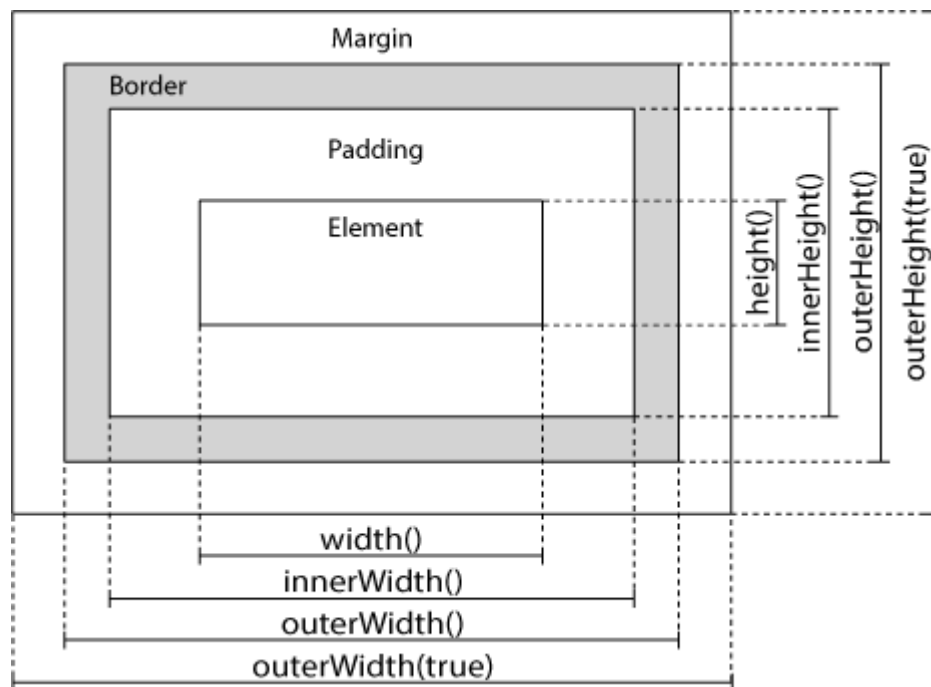 Margin
Border
Padding
Element
height()
innerHeight()
outerHeight()
outerHeight(true)
width()
innerWidth()
outerWidth()
outerWidth(true)